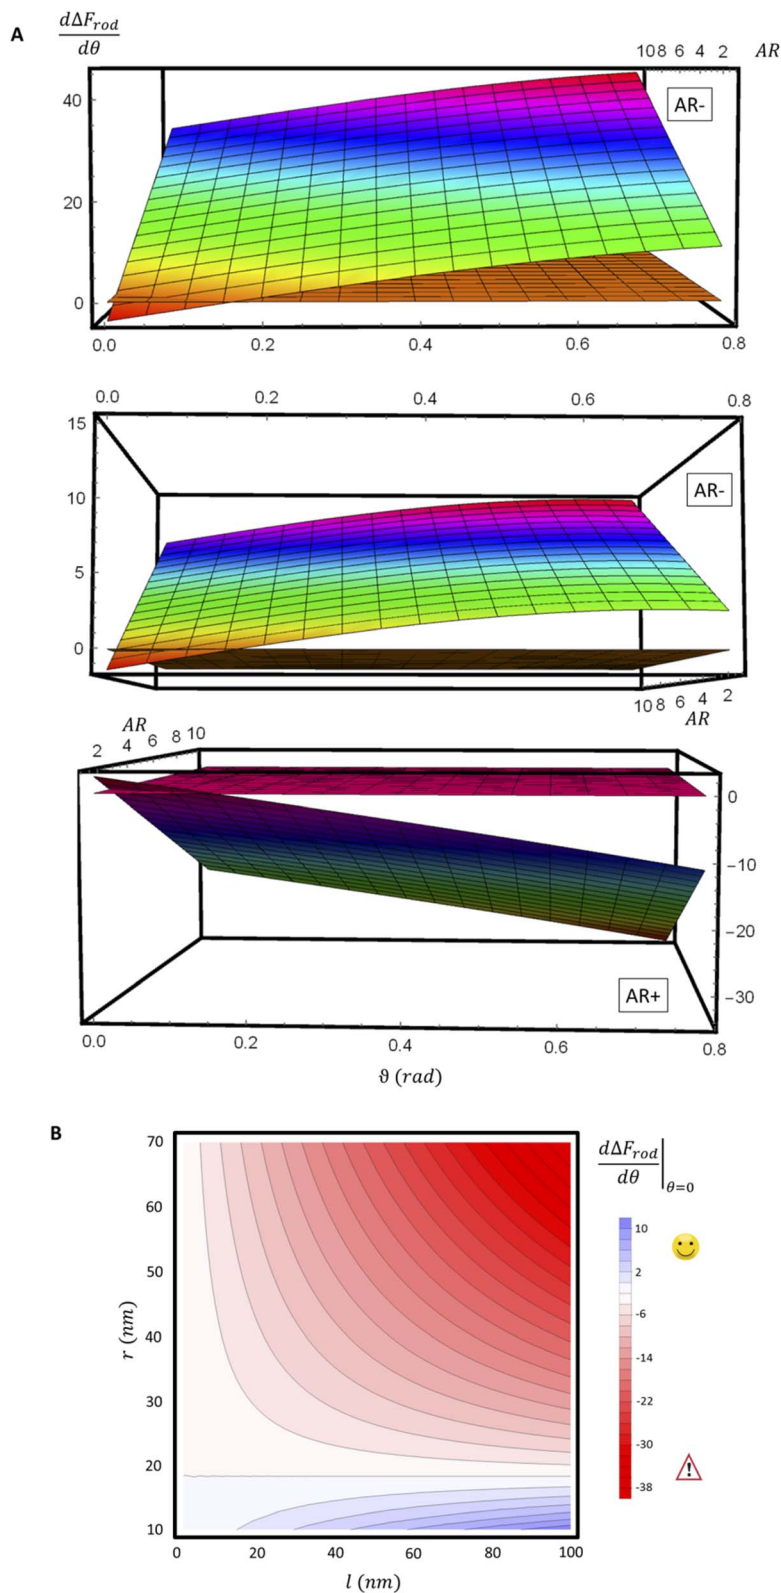 A
dΔF_rod
dθ
10 8 6 4 2 AR
AR-
40
20
0
0.0 0.2 0.4 0.6 0.8
0.0 0.2 0.4 0.6 0.8
15
AR-
10
5
0
10 8 6 4 2
AR
AR
2 4 6 8 10
0
−10
−20
−30
AR+
0.0 0.2 0.4 0.6 0.8
ϑ (rad)
B
70
60
50
40
30
20
10
r (nm)
0 20 40 60 80 100
l (nm)
dΔF_rod
dθ
θ=0
10
2
-6
-14
-22
-30
-38
!